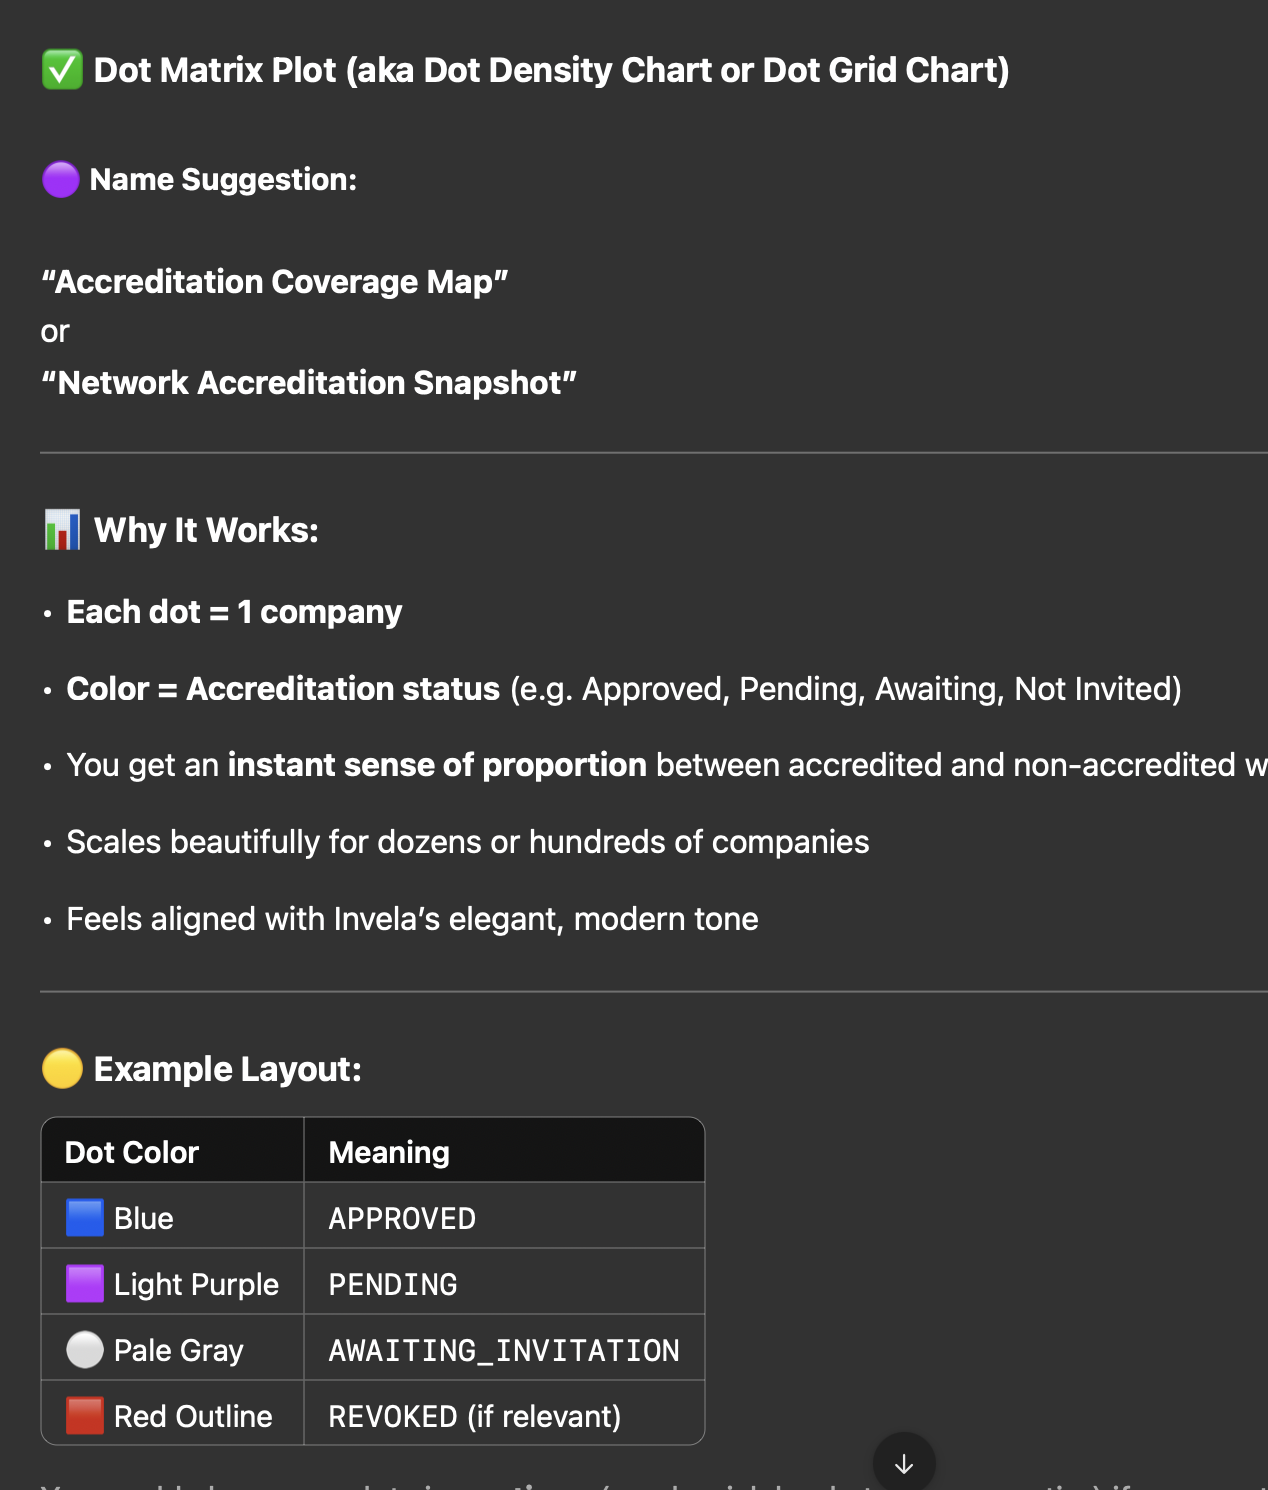 ✅ Dot Matrix Plot (aka Dot Density Chart or Dot Grid Chart)
🟣 Name Suggestion:
“Accreditation Coverage Map”
or
“Network Accreditation Snapshot”
📊 Why It Works:
• Each dot = 1 company
• Color = Accreditation status (e.g. Approved, Pending, Awaiting, Not Invited)
• You get an instant sense of proportion between accredited and non-accredited w
• Scales beautifully for dozens or hundreds of companies
• Feels aligned with Invela’s elegant, modern tone
🟡 Example Layout:
Dot Color Meaning
🟦 Blue APPROVED
🟪 Light Purple PENDING
⚪ Pale Gray AWAITING_INVITATION
🟥 Red Outline REVOKED (if relevant)